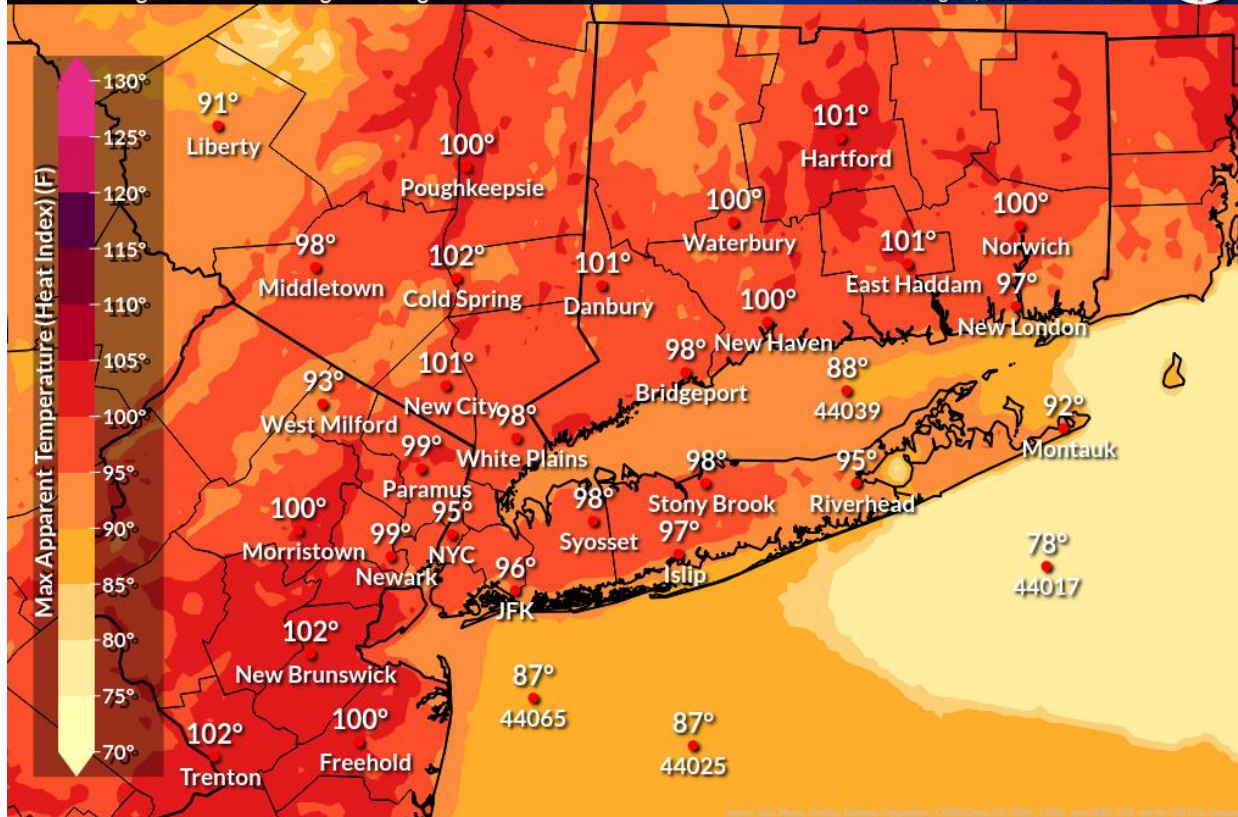 Max Apparent Temperature (Heat Index) (F)
130°
125°
120°
115°
110°
105°
100°
95°
90°
85°
80°
75°
70°
91°
Liberty
100°
Poughkeepsie
101°
Hartford
98°
Middletown
102°
Cold Spring
101°
Danbury
100°
Waterbury
101°
East Haddam
100°
Norwich
97°
New London
100°
New Haven
98°
Bridgeport
88°
44039
93°
West Milford
101°
New City
98°
White Plains
99°
Paramus
92°
Montauk
98°
Stony Brook
95°
Riverhead
100°
Morristown
99°
Newark
95°
NYC
98°
Syosset
97°
Islip
96°
JFK
78°
44017
102°
New Brunswick
87°
44065
102°
Trenton
100°
Freehold
87°
44025